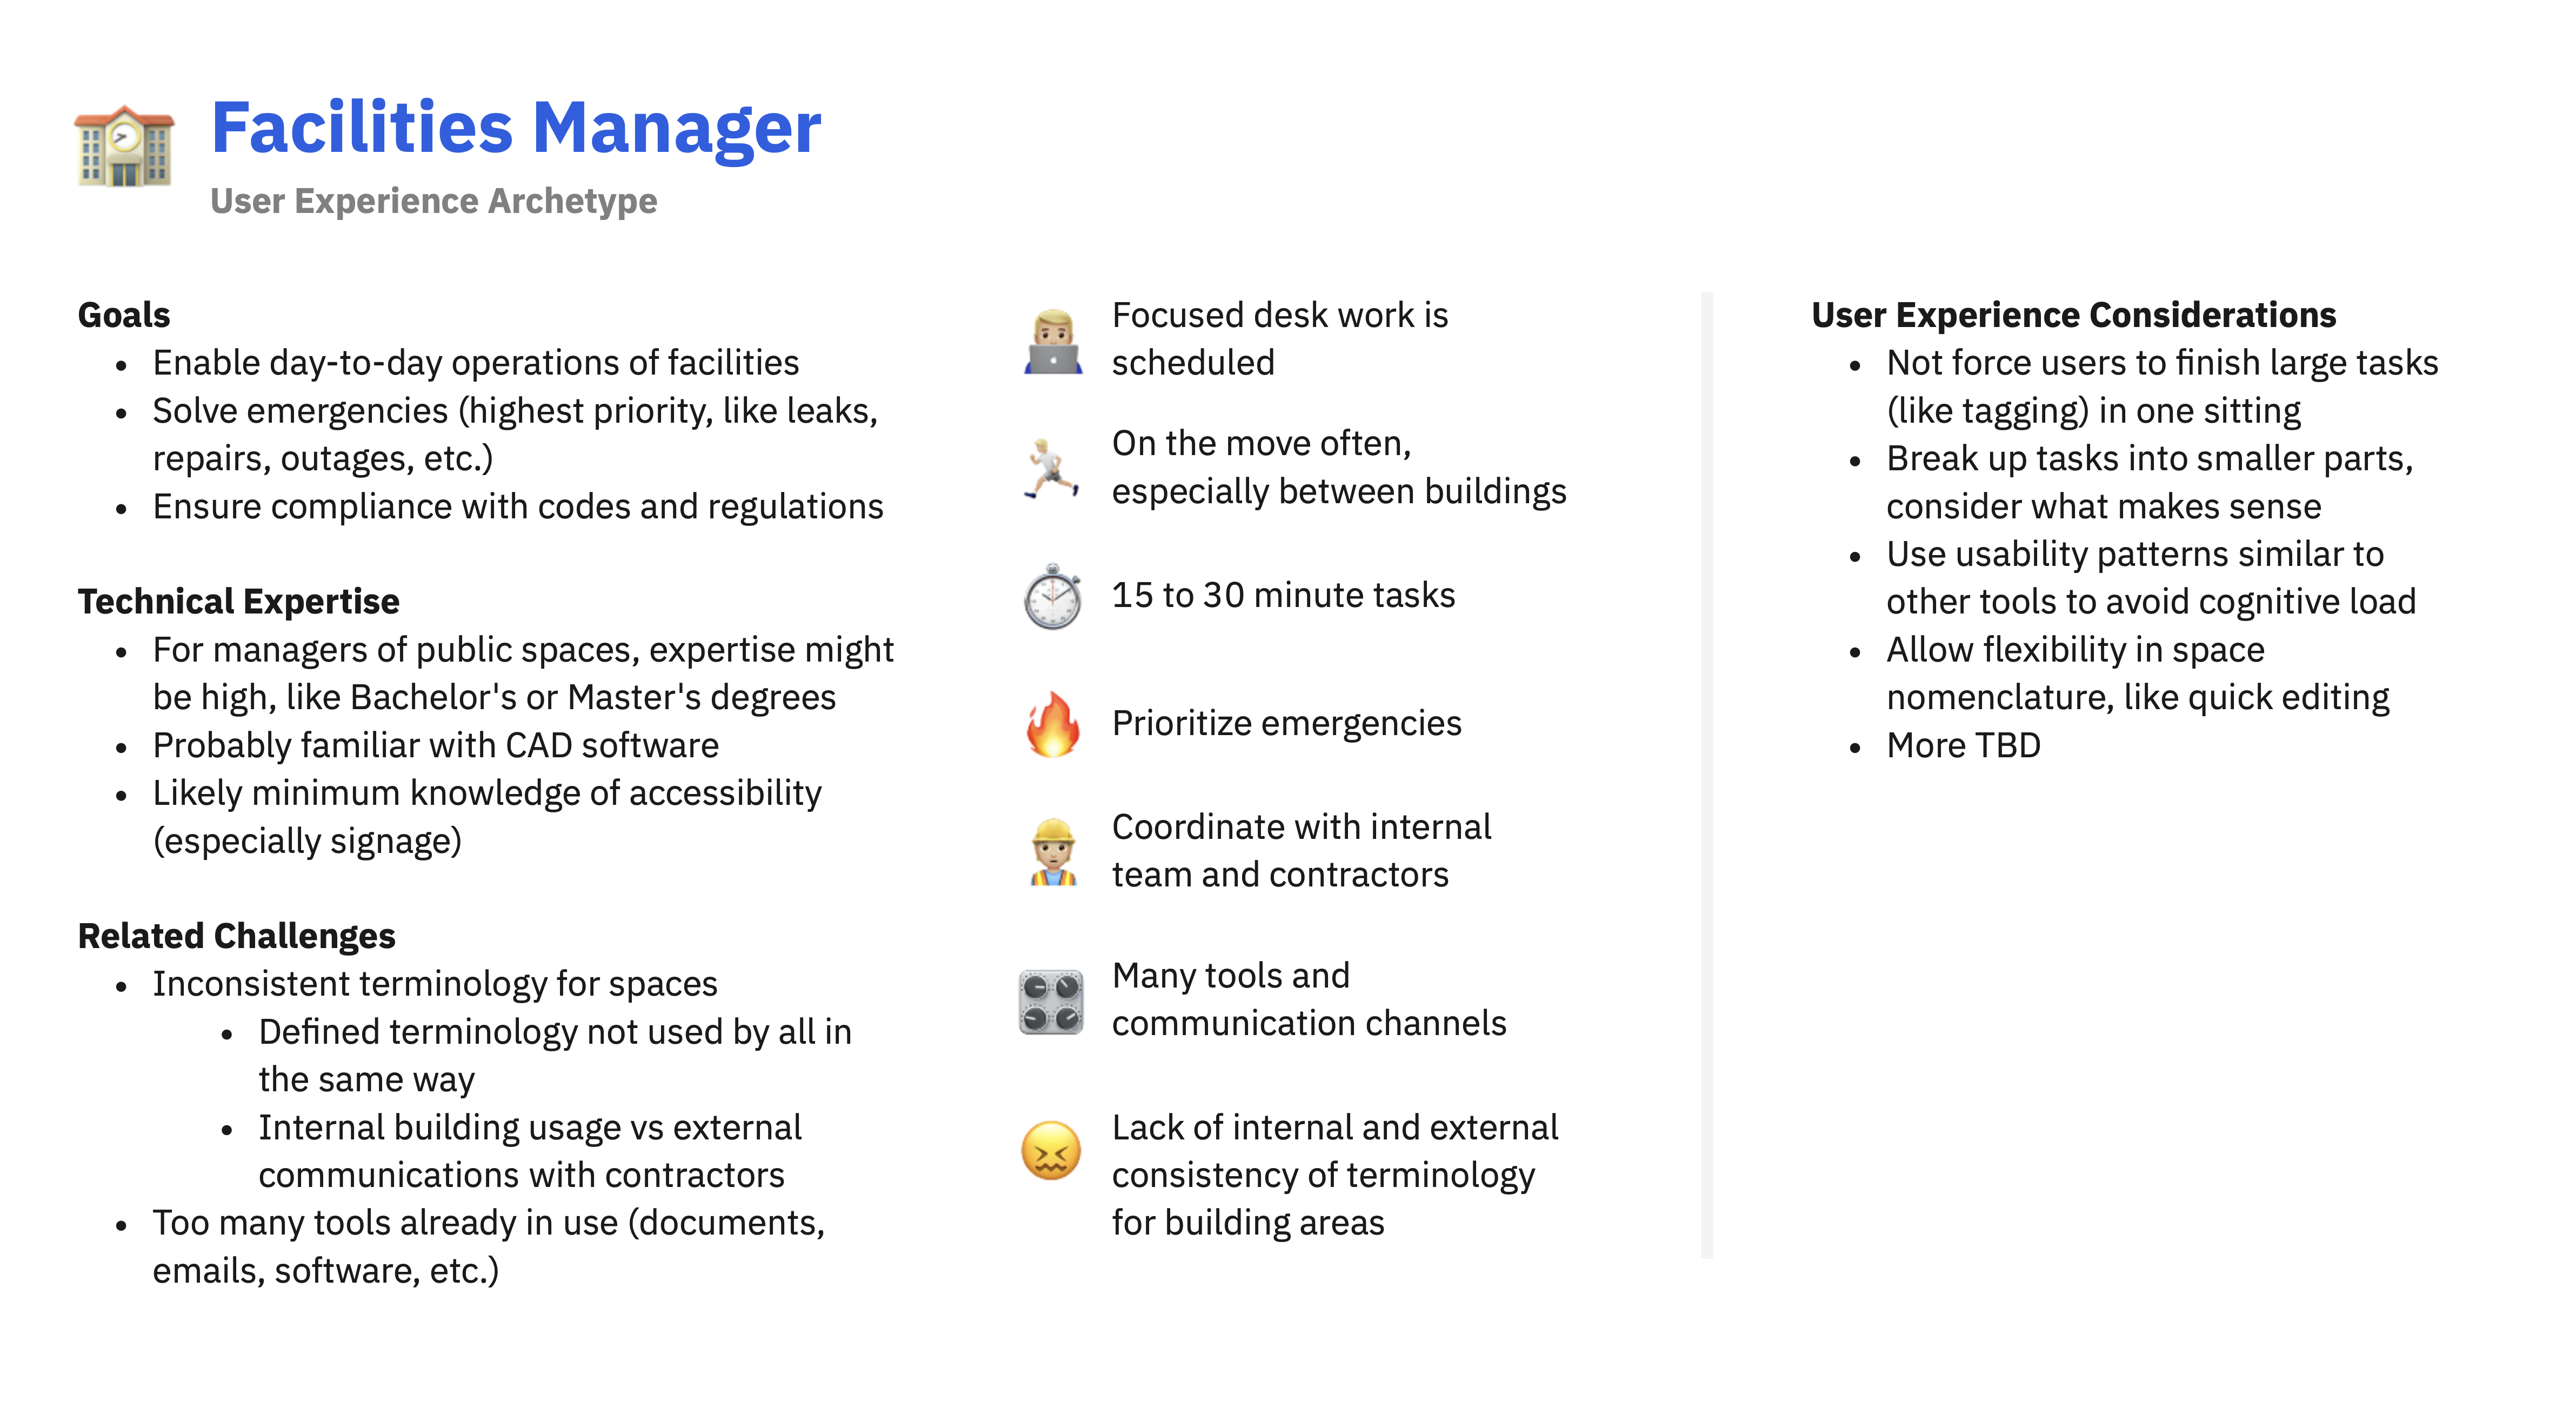 Facilities Manager
User Experience Archetype
Goals
• Enable day-to-day operations of facilities
• Solve emergencies (highest priority, like leaks,
repairs, outages, etc.)
• Ensure compliance with codes and regulations
Technical Expertise
• For managers of public spaces, expertise might
be high, like Bachelor's or Master's degrees
• Probably familiar with CAD software
• Likely minimum knowledge of accessibility
(especially signage)
Related Challenges
• Inconsistent terminology for spaces
• Defined terminology not used by all in
the same way
• Internal building usage vs external
communications with contractors
• Too many tools already in use (documents,
emails, software, etc.)
Focused desk work is
scheduled
On the move often,
especially between buildings
15 to 30 minute tasks
Prioritize emergencies
Coordinate with internal
team and contractors
Many tools and
communication channels
Lack of internal and external
consistency of terminology
for building areas
User Experience Considerations
• Not force users to finish large tasks
(like tagging) in one sitting
• Break up tasks into smaller parts,
consider what makes sense
• Use usability patterns similar to
other tools to avoid cognitive load
• Allow flexibility in space
nomenclature, like quick editing
• More TBD